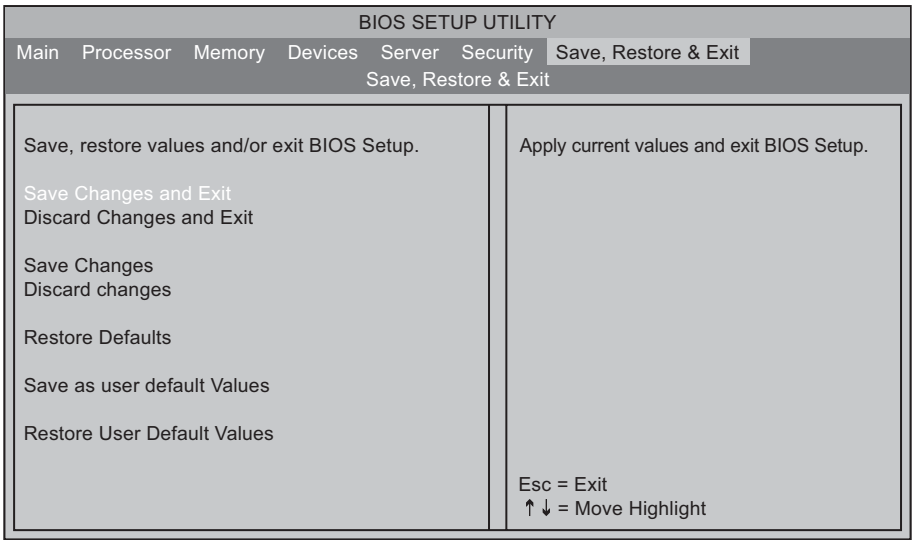 BIOS SETUP UTILITY
Main Processor Memory Devices Server Security Save, Restore & Exit
Save, Restore & Exit
Save, restore values and/or exit BIOS Setup.
Save Changes and Exit
Discard Changes and Exit
Save Changes
Discard changes
Restore Defaults
Save as user default Values
Restore User Default Values
Apply current values and exit BIOS Setup.
Esc = Exit
↑↓ = Move Highlight